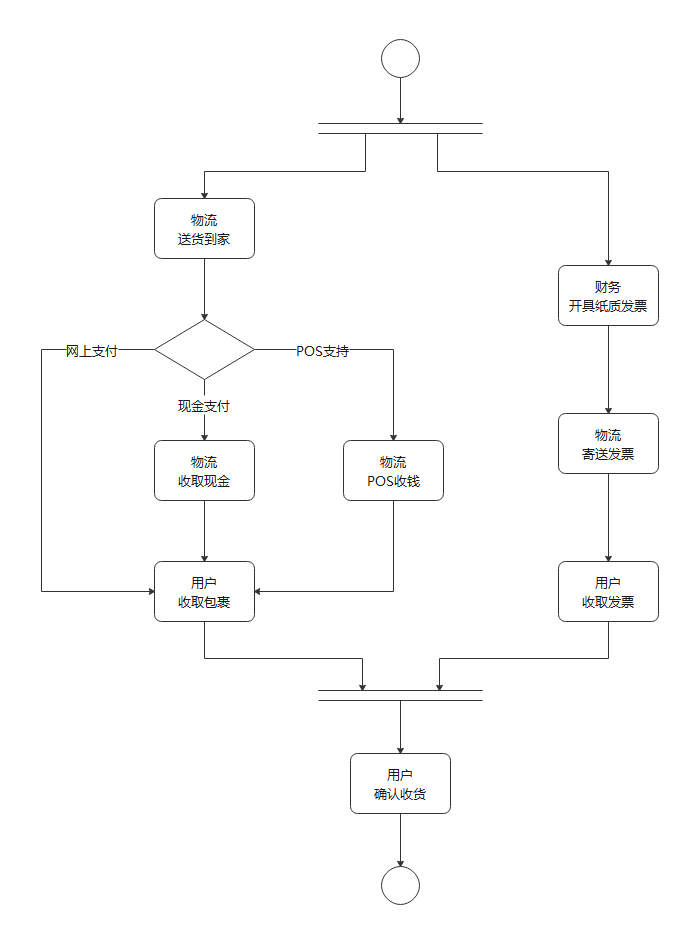 物流
送货到家
财务
开具纸质发票
网上支付
POS支持
现金支付
物流
收取现金
物流
POS收钱
物流
寄送发票
用户
收取包裹
用户
收取发票
用户
确认收货